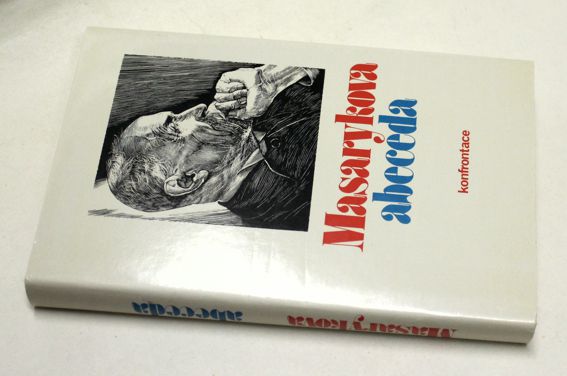 Masarykova
abeceda
konfrontace
Masarykova
abeceda